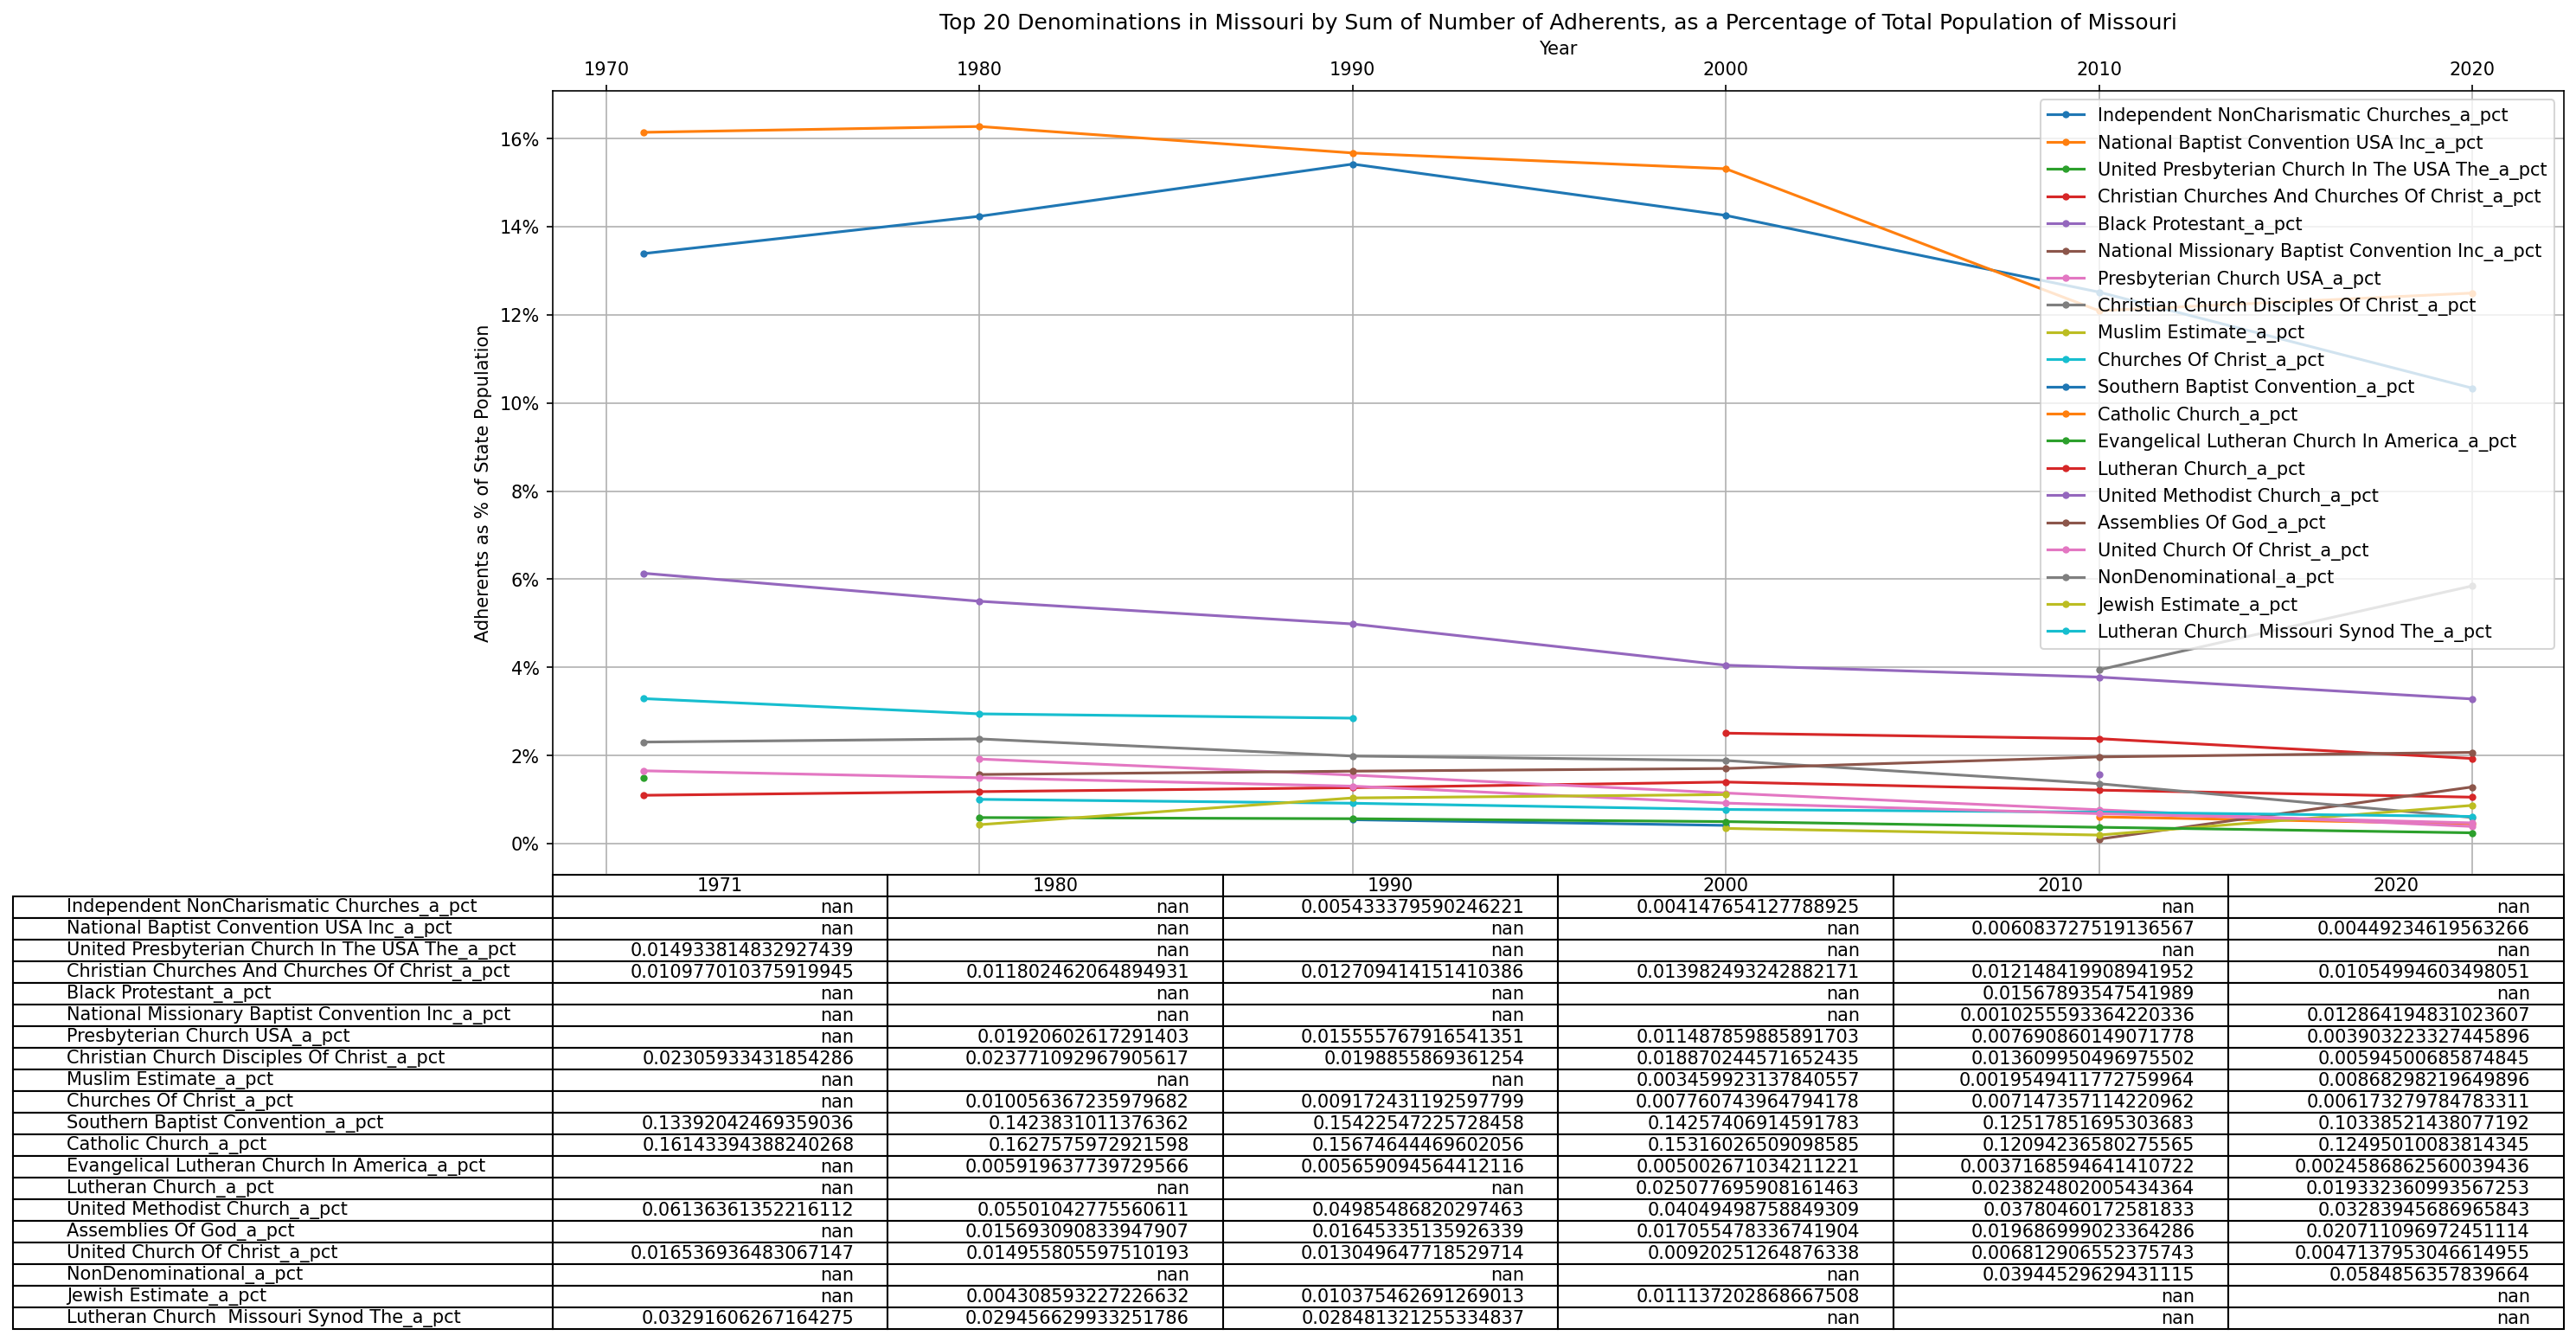 Top 20 Denominations in Missouri by Sum of Number of Adherents, as a Percentage of Total Population of Missouri
Year
1970 1980 1990 2000 2010 2020
Adherents as % of State Population
16%
14%
12%
10%
8%
6%
4%
2%
0%
Independent NonCharismatic Churches_a_pct
National Baptist Convention USA Inc_a_pct
United Presbyterian Church In The USA The_a_pct
Christian Churches And Churches Of Christ_a_pct
Black Protestant_a_pct
National Missionary Baptist Convention Inc_a_pct
Presbyterian Church USA_a_pct
Christian Church Disciples Of Christ_a_pct
Muslim Estimate_a_pct
Churches Of Christ_a_pct
Southern Baptist Convention_a_pct
Catholic Church_a_pct
Evangelical Lutheran Church In America_a_pct
Lutheran Church_a_pct
United Methodist Church_a_pct
Assemblies Of God_a_pct
United Church Of Christ_a_pct
NonDenominational_a_pct
Jewish Estimate_a_pct
Lutheran Church  Missouri Synod The_a_pct
1971 1980 1990 2000 2010 2020
Independent NonCharismatic Churches_a_pct nan nan 0.005433379590246221 0.004147654127788925 nan nan
National Baptist Convention USA Inc_a_pct nan nan nan nan 0.006083727519136567 0.00449234619563266
United Presbyterian Church In The USA The_a_pct 0.014933814832927439 nan nan nan nan nan
Christian Churches And Churches Of Christ_a_pct 0.010977010375919945 0.011802462064894931 0.012709414151410386 0.013982493242882171 0.012148419908941952 0.01054994603498051
Black Protestant_a_pct nan nan nan nan 0.01567893547541989 nan
National Missionary Baptist Convention Inc_a_pct nan nan nan nan 0.0010255593364220336 0.012864194831023607
Presbyterian Church USA_a_pct nan 0.01920602617291403 0.015555767916541351 0.011487859885891703 0.007690860149071778 0.0039032233274458​96
Christian Church Disciples Of Christ_a_pct 0.02305933431854286 0.023771092967905617 0.0198855869361254 0.018870244571652435 0.013609950496975502 0.00594500685874845
Muslim Estimate_a_pct nan nan nan 0.003459923137840557 0.0019549411772759964 0.00868298219649896
Churches Of Christ_a_pct nan 0.010056367235979682 0.009172431192597799 0.007760743964794178 0.007147357114220962 0.006173279784783311
Southern Baptist Convention_a_pct 0.13392042469359036 0.1423831011376362 0.15422547225728458 0.14257406914591783 0.12517851695303683 0.10338521438077192
Catholic Church_a_pct 0.16143394388240268 0.1627575972921598 0.15674644469602056 0.15316026509098585 0.12094236580275565 0.12495010083814345
Evangelical Lutheran Church In America_a_pct nan 0.005919637739729566 0.005659094564412116 0.005002671034211221 0.0037168594641410722 0.0024586862560039436
Lutheran Church_a_pct nan nan nan 0.025077695908161463 0.023824802005434364 0.019332360993567253
United Methodist Church_a_pct 0.06136361352216112 0.05501042775560611 0.04985486820297463 0.04049498758849309 0.03780460172581833 0.03283945686965843
Assemblies Of God_a_pct nan 0.015693090833947907 0.01645335135926339 0.017055478336741904 0.019686999023364286 0.020711096972451114
United Church Of Christ_a_pct 0.016536936483067147 0.014955805597510193 0.013049647718529714 0.00920251264876338 0.006812906552375743 0.0047137953046614955
NonDenominational_a_pct nan nan nan nan 0.03944529629431115 0.0584856357839664
Jewish Estimate_a_pct nan 0.004308593227226632 0.010375462691269013 0.011137202868667508 nan nan
Lutheran Church  Missouri Synod The_a_pct 0.03291606267164275 0.029456629933251786 0.028481321255334837 nan nan nan